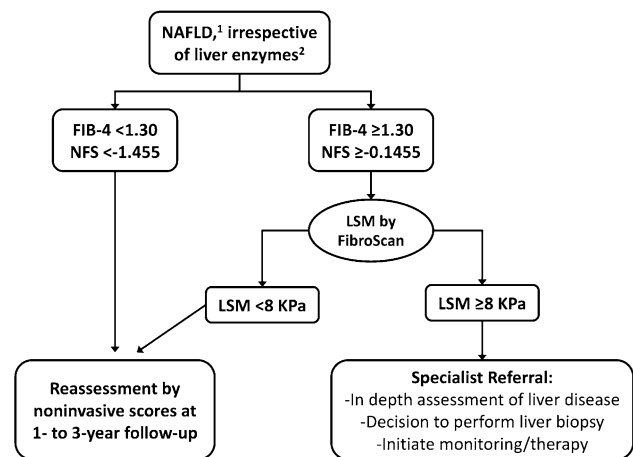 NAFLD,¹ irrespective
of liver enzymes²
FIB-4 <1.30
NFS <-1.455
FIB-4 ≥1.30
NFS ≥-0.1455
LSM by
FibroScan
LSM <8 KPa
LSM ≥8 KPa
Reassessment by
noninvasive scores at
1- to 3-year follow-up
Specialist Referral:
-In depth assessment of liver disease
-Decision to perform liver biopsy
-Initiate monitoring/therapy